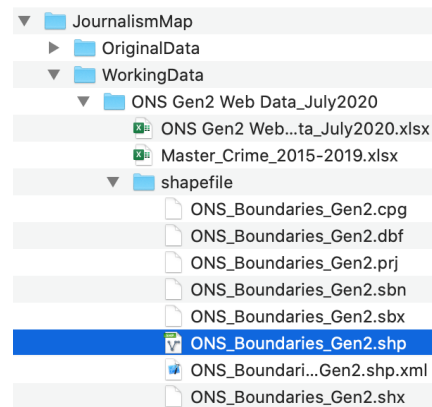 JournalismMap
OriginalData
WorkingData
ONS Gen2 Web Data_July2020
ONS Gen2 Web...ta_July2020.xlsx
Master_Crime_2015-2019.xlsx
shapefile
ONS_Boundaries_Gen2.cpg
ONS_Boundaries_Gen2.dbf
ONS_Boundaries_Gen2.prj
ONS_Boundaries_Gen2.sbn
ONS_Boundaries_Gen2.sbx
ONS_Boundaries_Gen2.shp
ONS_Boundari...Gen2.shp.xml
ONS_Boundaries_Gen2.shx